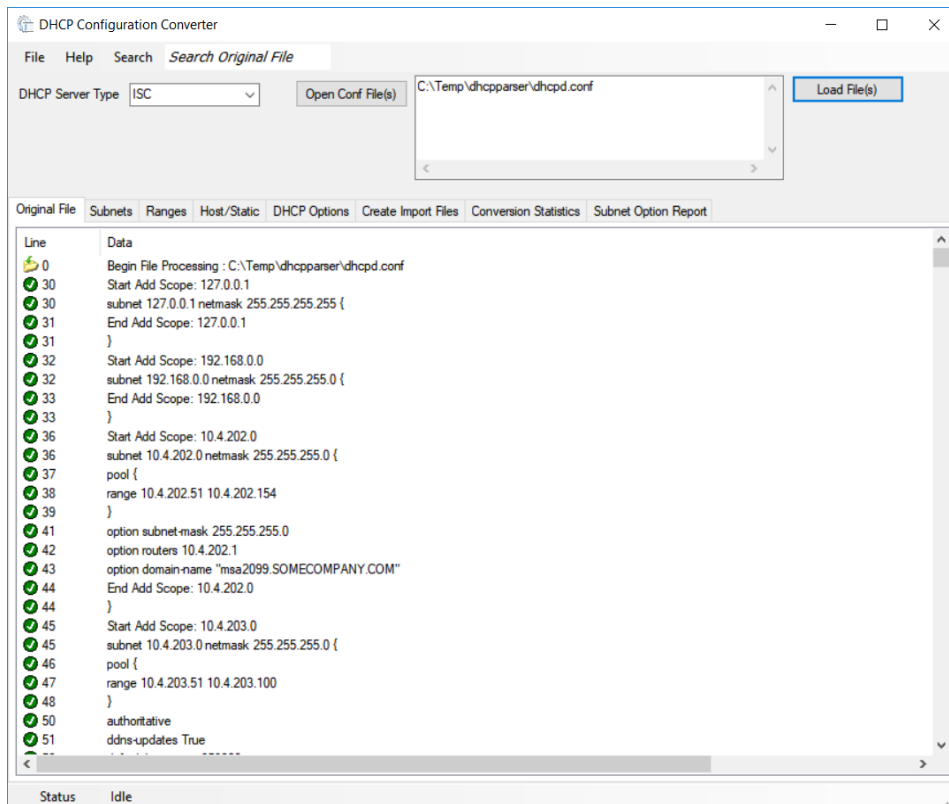 DHCP Configuration Converter
File Help Search Search Original File
DHCP Server Type ISC Open Conf File(s) C:\Temp\dhcpparser\dhcpd.conf Load File(s)
Original File Subnets Ranges Host/Static DHCP Options Create Import Files Conversion Statistics Subnet Option Report
Line Data
0 Begin File Processing : C:\Temp\dhcpparser\dhcpd.conf
30 Start Add Scope: 127.0.0.1
30 subnet 127.0.0.1 netmask 255.255.255.255 {
31 End Add Scope: 127.0.0.1
31 }
32 Start Add Scope: 192.168.0.0
32 subnet 192.168.0.0 netmask 255.255.255.0 {
33 End Add Scope: 192.168.0.0
33 }
36 Start Add Scope: 10.4.202.0
36 subnet 10.4.202.0 netmask 255.255.255.0 {
37 pool {
38 range 10.4.202.51 10.4.202.154
39 }
41 option subnet-mask 255.255.255.0
42 option routers 10.4.202.1
43 option domain-name "msa2099.SOMECOMPANY.COM"
44 End Add Scope: 10.4.202.0
44 }
45 Start Add Scope: 10.4.203.0
45 subnet 10.4.203.0 netmask 255.255.255.0 {
46 pool {
47 range 10.4.203.51 10.4.203.100
48 }
50 authoritative
51 ddns-updates True
Status Idle